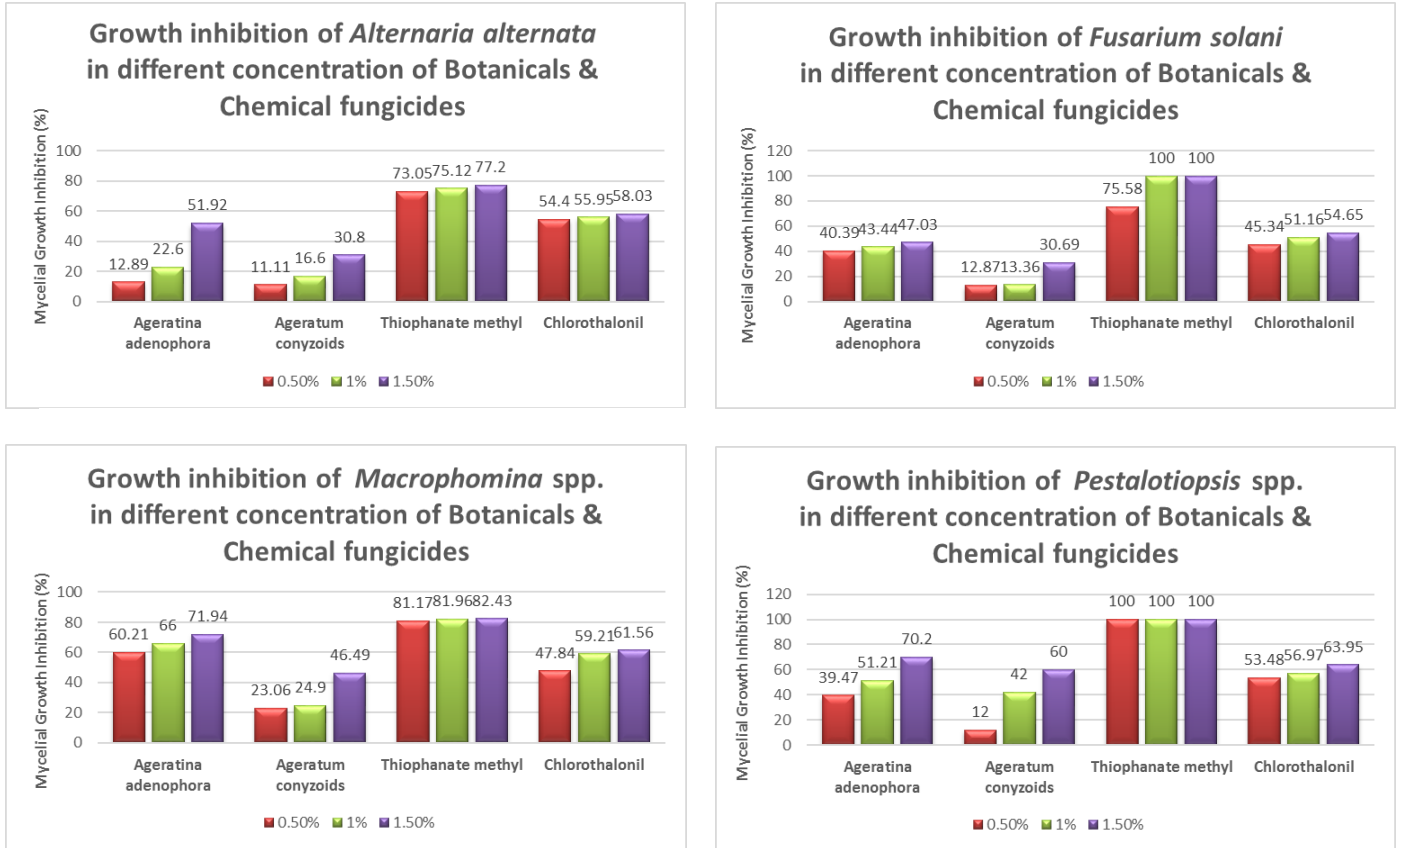 Growth inhibition of Alternaria alternata
in different concentration of Botanicals &
Chemical fungicides
Mycelial Growth Inhibition (%)
100
80
60
40
20
0
12.89 22.6 51.92
11.11 16.6 30.8
73.05 75.12 77.2
54.4 55.95 58.03
Ageratina adenophora
Ageratum conyzoids
Thiophanate methyl
Chlorothalonil
0.50% 1% 1.50%
Growth inhibition of Fusarium solani
in different concentration of Botanicals &
Chemical fungicides
Mycelial Growth Inhibition (%)
120
100
80
60
40
20
0
40.39 43.44 47.03
12.87 13.36 30.69
75.58 100 100
45.34 51.16 54.65
Ageratina adenophora
Ageratum conyzoids
Thiophanate methyl
Chlorothalonil
0.50% 1% 1.50%
Growth inhibition of Macrophomina spp.
in different concentration of Botanicals &
Chemical fungicides
Mycelial Growth Inhibition (%)
100
80
60
40
20
0
60.21 66 71.94
23.06 24.9 46.49
81.17 81.96 82.43
47.84 59.21 61.56
Ageratina adenophora
Ageratum conyzoids
Thiophanate methyl
Chlorothalonil
0.50% 1% 1.50%
Growth inhibition of Pestalotiopsis spp.
in different concentration of Botanicals &
Chemical fungicides
Mycelial Growth Inhibition (%)
120
100
80
60
40
20
0
39.47 51.21 70.2
12 42 60
100 100 100
53.48 56.97 63.95
Ageratina adenophora
Ageratum conyzoids
Thiophanate methyl
Chlorothalonil
0.50% 1% 1.50%